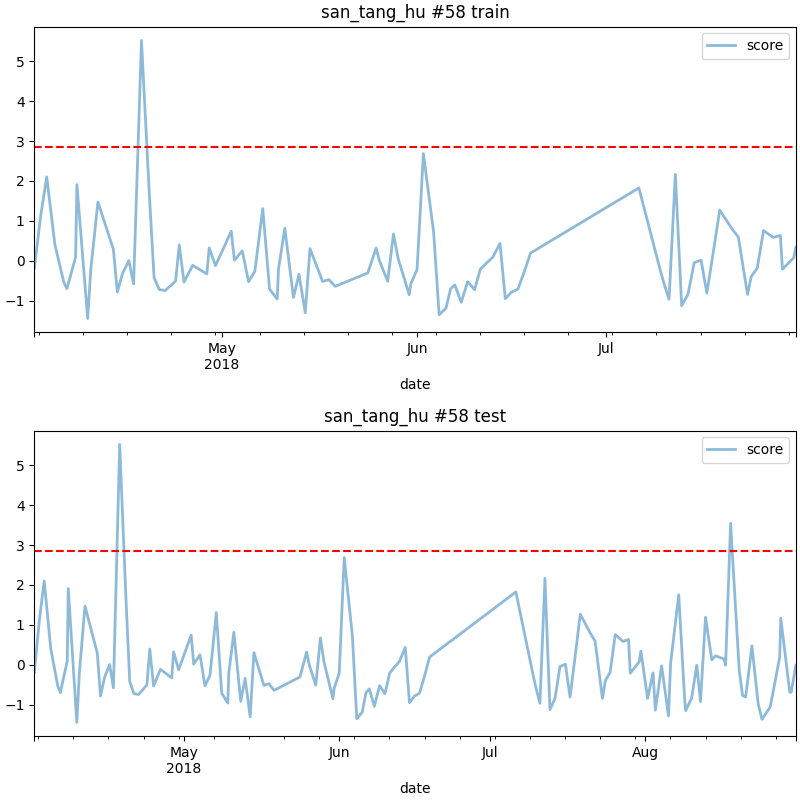 san_tang_hu #58 train
score
5
4
3
2
1
0
−1
May
2018
Jun
Jul
date
san_tang_hu #58 test
score
5
4
3
2
1
0
−1
May
2018
Jun
Jul
Aug
date